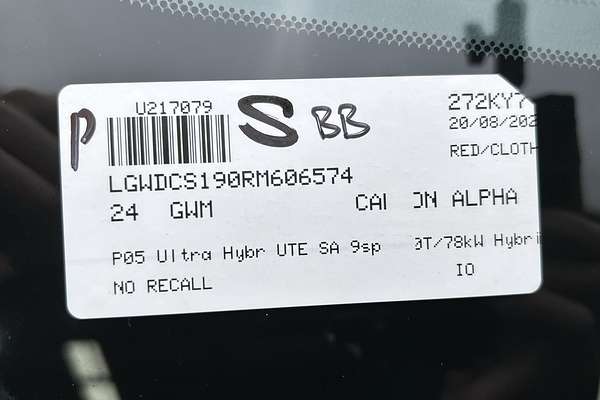 U217079
P
S BB
272KY7
20/08/202
RED/CLOTH
LGWDCS190RM606574
24 GWM CAI ON ALPHA
P05 Ultra Hybr UTE SA 9sp 0T/78kW Hybri
NO RECALL IO